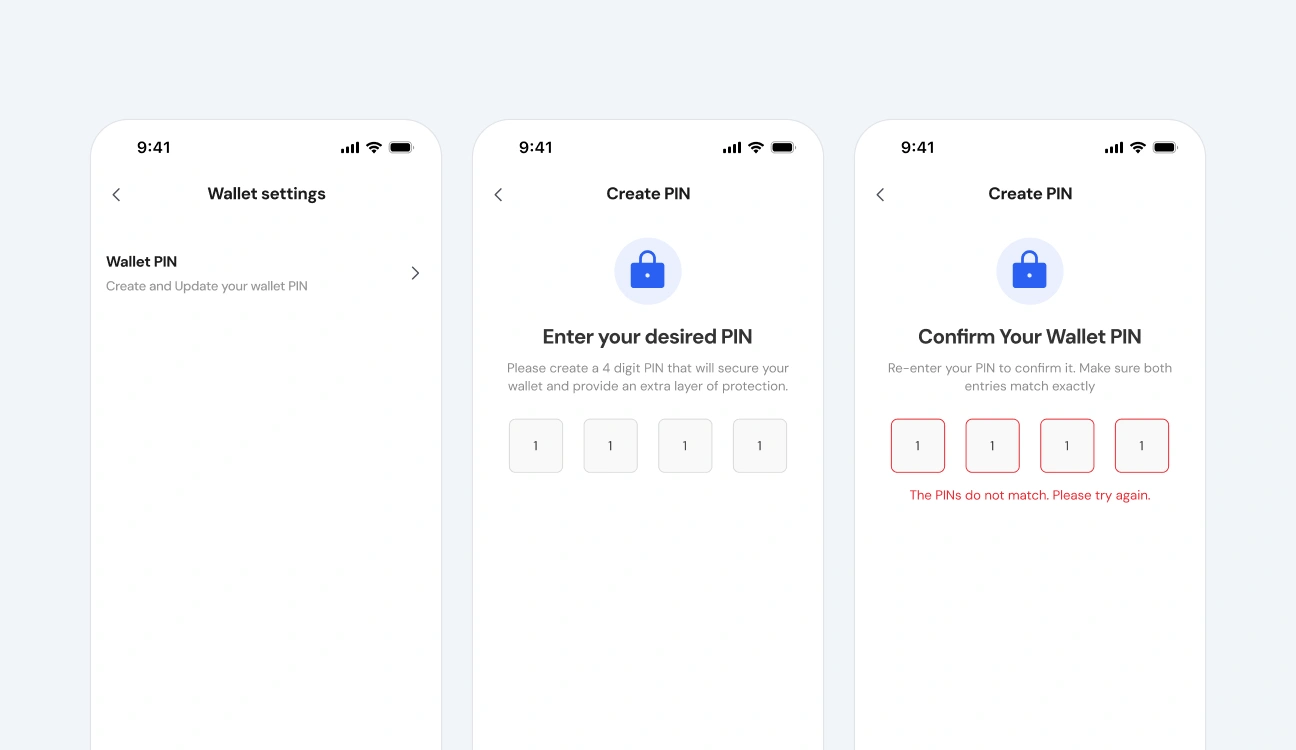 9:41
Wallet settings
Wallet PIN
Create and Update your wallet PIN
9:41
Create PIN
Enter your desired PIN
Please create a 4 digit PIN that will secure your
wallet and provide an extra layer of protection.
1 1 1 1
9:41
Create PIN
Confirm Your Wallet PIN
Re-enter your PIN to confirm it. Make sure both
entries match exactly
1 1 1 1
The PINs do not match. Please try again.